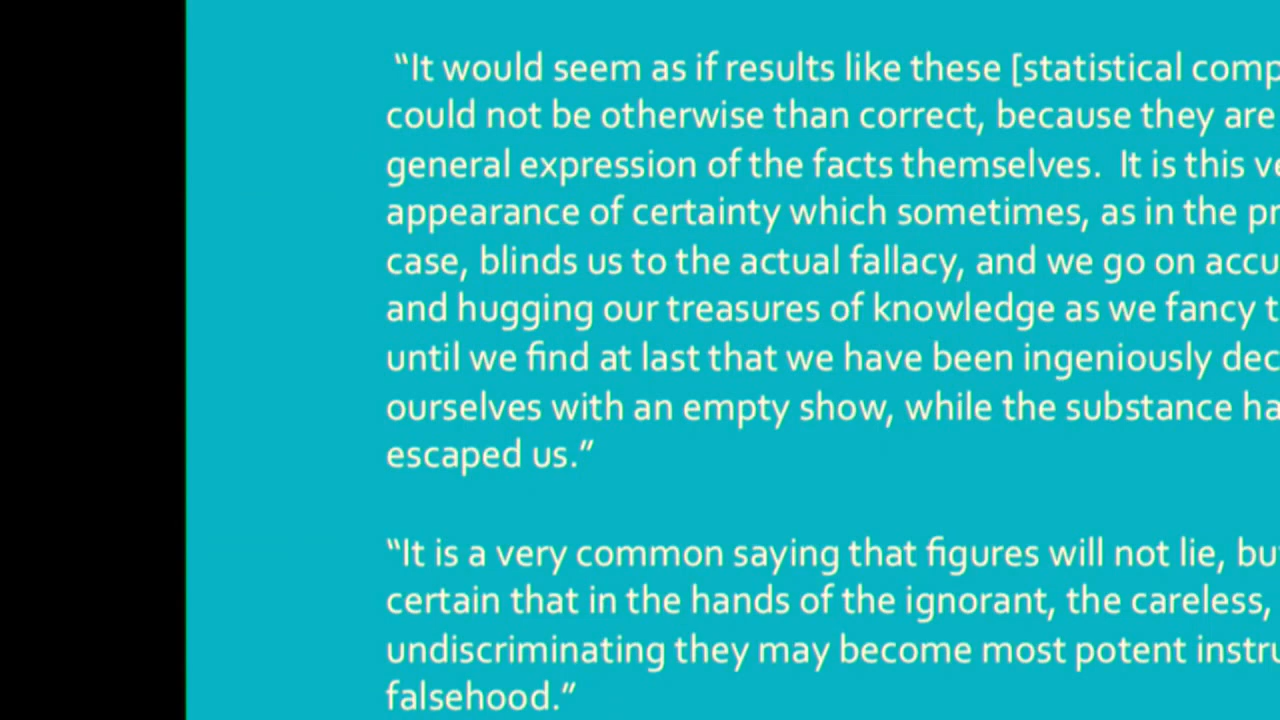 “It would seem as if results like these [statistical comp
could not be otherwise than correct, because they are
general expression of the facts themselves.  It is this ve
appearance of certainty which sometimes, as in the pr
case, blinds us to the actual fallacy, and we go on accu
and hugging our treasures of knowledge as we fancy t
until we find at last that we have been ingeniously dec
ourselves with an empty show, while the substance ha
escaped us.”
“It is a very common saying that figures will not lie, bu
certain that in the hands of the ignorant, the careless,
undiscriminating they may become most potent instru
falsehood.”